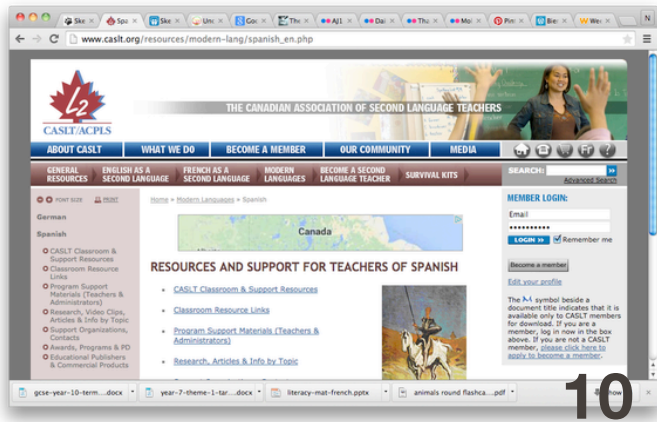 Ske
Spa
Ske
Unc
Goo
The
AJ1
Dai
Tha
Mol
Pin
Bie
We
N
www.caslt.org/resources/modern-lang/spanish_en.php
L2
CASLT/ACPLS
THE CANADIAN ASSOCIATION OF SECOND LANGUAGE TEACHERS
ABOUT CASLT WHAT WE DO BECOME A MEMBER OUR COMMUNITY MEDIA Fr ?
GENERAL RESOURCES
ENGLISH AS A SECOND LANGUAGE
FRENCH AS A SECOND LANGUAGE
MODERN LANGUAGES
BECOME A SECOND LANGUAGE TEACHER
SURVIVAL KITS
SEARCH:
Advanced Search
FONT SIZE PRINT
German
Spanish
CASLT Classroom &
Support Resources
Classroom Resource
Links
Program Support
Materials (Teachers &
Administrators)
Research, Video Clips,
Articles & Info by Topic
Support Organizations,
Contacts
Awards, Programs & PD
Educational Publishers
& Commercial Products
Home » Modern Languages » Spanish
Canada
RESOURCES AND SUPPORT FOR TEACHERS OF SPANISH
CASLT Classroom & Support Resources
Classroom Resource Links
Program Support Materials (Teachers &
Administrators)
Research, Articles & Info by Topic
MEMBER LOGIN:
Email
LOGIN »
Remember me
Become a member
Edit your profile
The M symbol beside a
document title indicates that it is
available only to CASLT members
for download. If you are a
member, log in now in the box
above. If you are not a CASLT
member, please click here to
apply to become a member.
gcse-year-10-term....docx
year-7-theme-1-tar....docx
literacy-mat-french.pptx
animals round flashca....pdf
Show
10